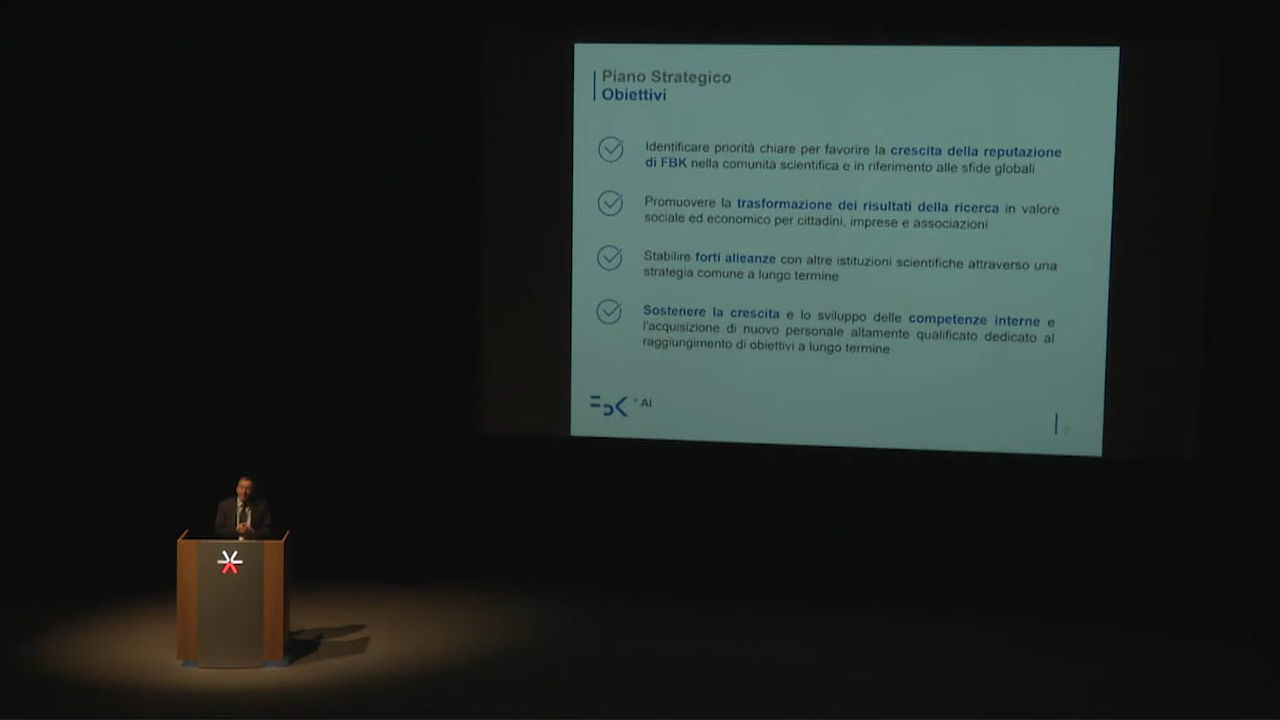 Piano Strategico
Obiettivi
Identificare priorità chiare per favorire la crescita della reputazione
di FBK nella comunità scientifica e in riferimento alle sfide globali
Promuovere la trasformazione dei risultati della ricerca in valore
sociale ed economico per cittadini, imprese e associazioni
Stabilire forti alleanze con altre istituzioni scientifiche attraverso una
strategia comune a lungo termine
Sostenere la crescita e lo sviluppo delle competenze interne e
l'acquisizione di nuovo personale altamente qualificato dedicato al
raggiungimento di obiettivi a lungo termine
FBK AI